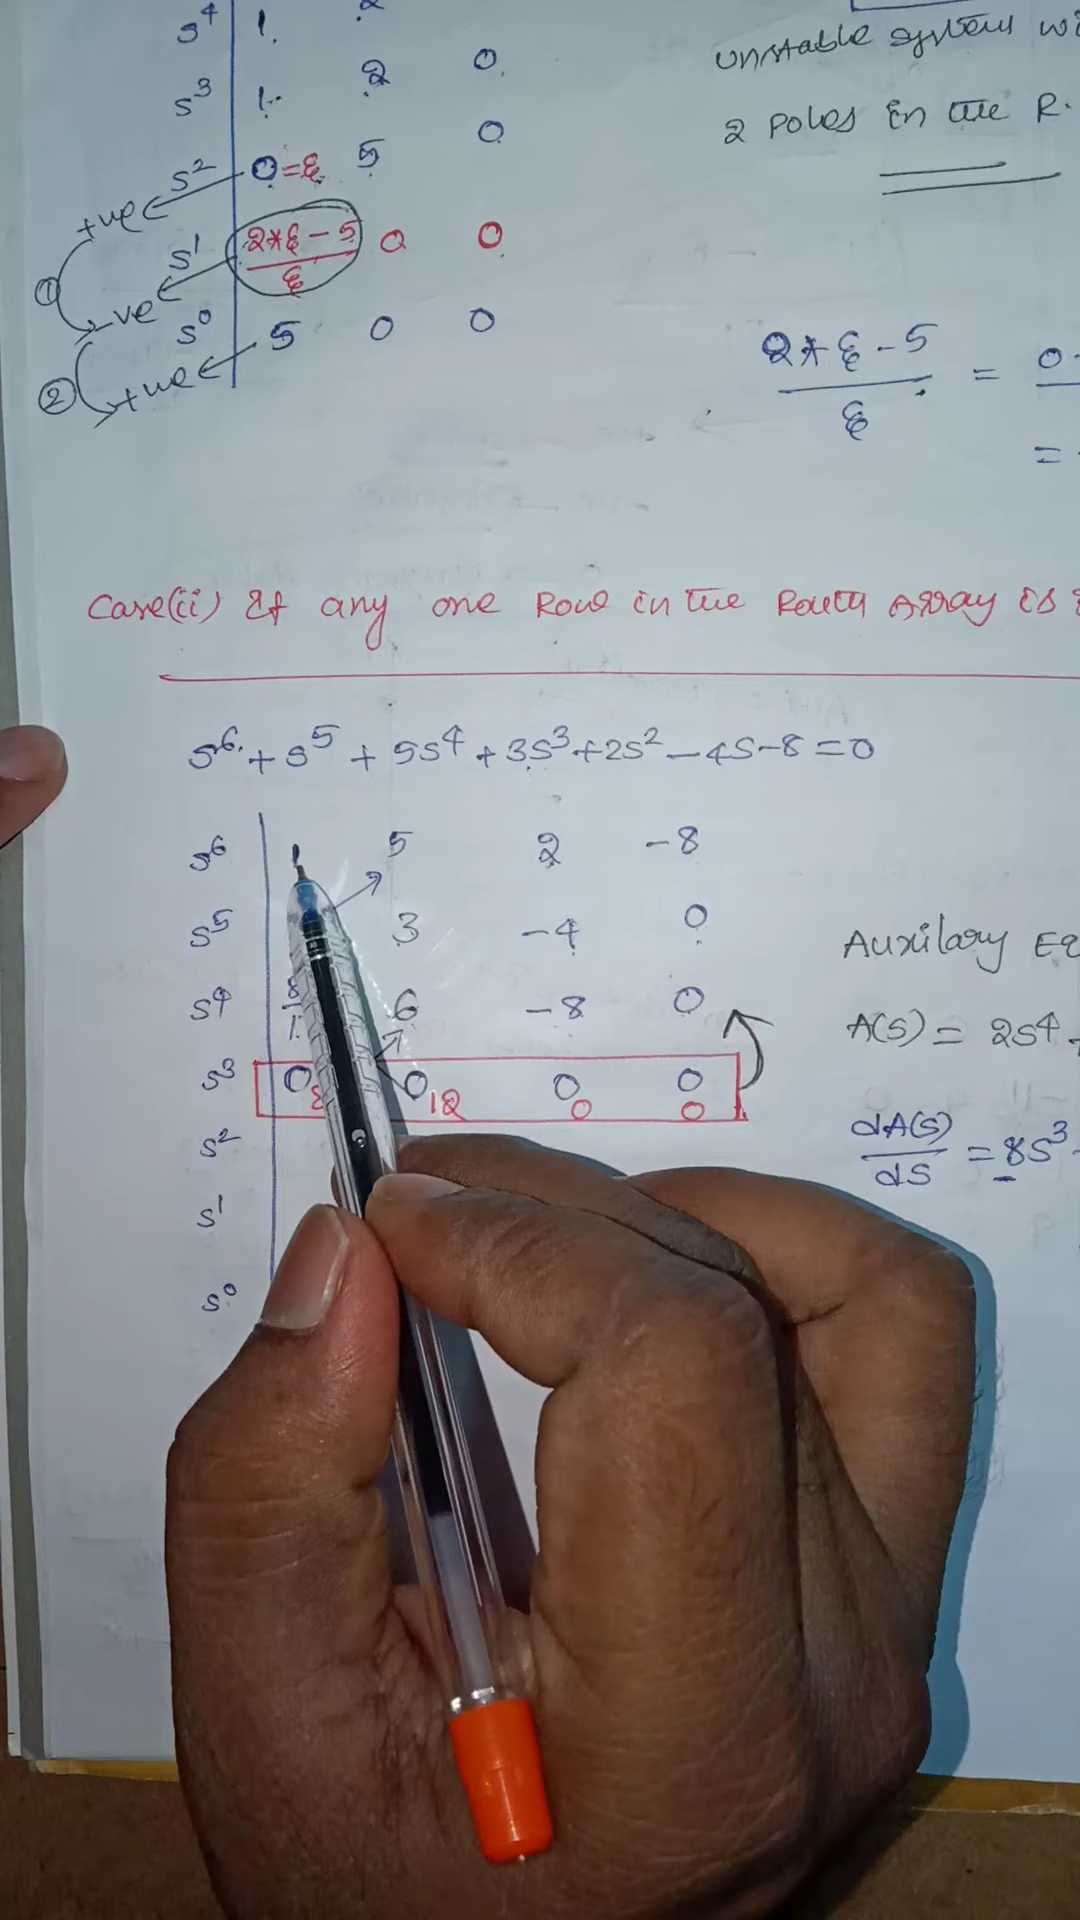 s⁴ 1. 2
s³ 1. 2 0
s² 0=ε 5 0
+ve
s¹ (2*ε-5)/ε 0 0
① -ve
s⁰ 5 0 0
② +ve
unstable system wi
2 poles in the R.
(2*ε-5)/ε = 0
=
Case(ii) If any one Row in the Routh Array is
s⁶ + s⁵ + 5s⁴ + 3s³ + 2s² - 4s - 8 = 0
s⁶ 1 5 2 -8
s⁵ 3 -4 0
s⁴ 6 -8 0
s³ 0 0 0 0
8 12 0 0
s²
s¹
s⁰
Auxilary Eq
A(s) = 2s⁴ +
dA(s)/ds = 8s³